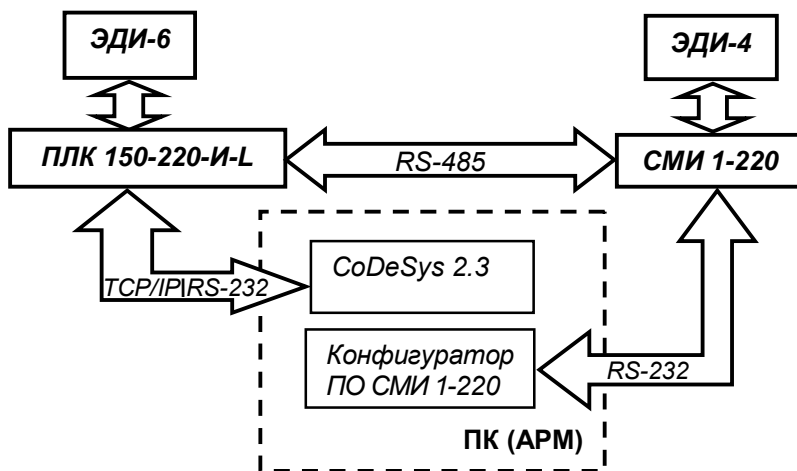 ЭДИ-6
ЭДИ-4
ПЛК 150-220-И-L
RS-485
СМИ 1-220
CoDeSys 2.3
TCP/IP|RS-232
Конфигуратор
ПО СМИ 1-220
RS-232
ПК (АРМ)